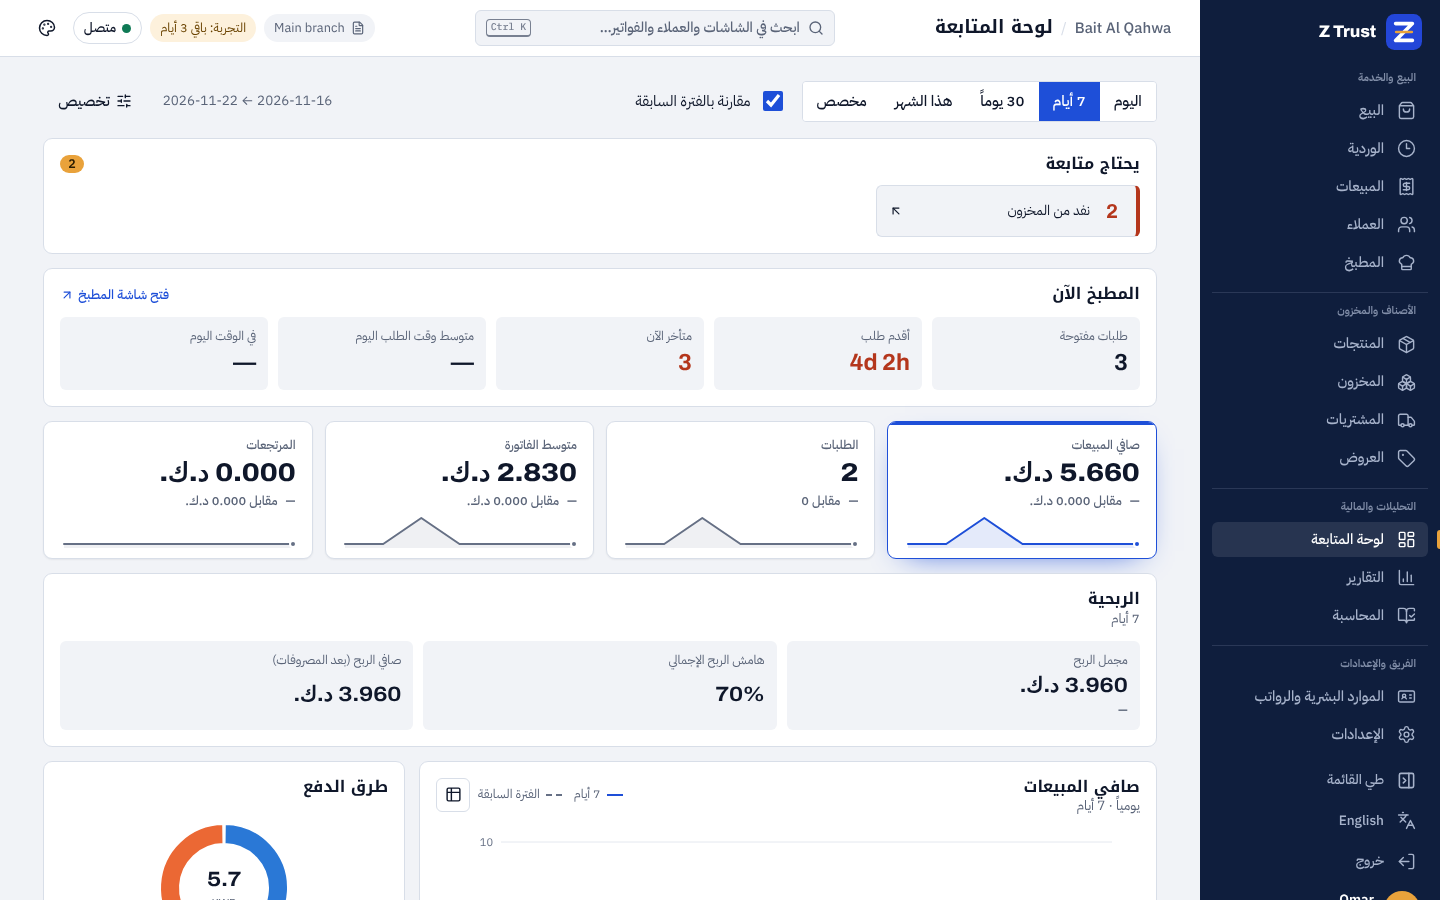 Z Trust
البيع والخدمة
البيع
الوردية
المبيعات
العملاء
المطبخ
الأصناف والمخزون
المنتجات
المخزون
المشتريات
العروض
التحليلات والمالية
لوحة المتابعة
التقارير
المحاسبة
الفريق والإعدادات
الموارد البشرية والرواتب
الإعدادات
طي القائمة
English
خروج
Bait Al Qahwa / لوحة المتابعة
ابحث في الشاشات والعملاء والفواتير...
Ctrl K
Main branch
التجربة: باقي 3 أيام
متصل
اليوم
7 أيام
30 يوماً
هذا الشهر
مخصص
مقارنة بالفترة السابقة
2026-11-16 ← 2026-11-22
تخصيص
يحتاج متابعة
2
2 نفد من المخزون
المطبخ الآن
فتح شاشة المطبخ
طلبات مفتوحة
3
أقدم طلب
4d 2h
متأخر الآن
3
متوسط وقت الطلب اليوم
—
في الوقت اليوم
—
صافي المبيعات
5.660 د.ك.
— مقابل 0.000 د.ك.
الطلبات
2
— مقابل 0
متوسط الفاتورة
2.830 د.ك.
— مقابل 0.000 د.ك.
المرتجعات
0.000 د.ك.
— مقابل 0.000 د.ك.
الربحية
7 أيام
مجمل الربح
3.960 د.ك.
—
هامش الربح الإجمالي
70%
صافي الربح (بعد المصروفات)
3.960 د.ك.
صافي المبيعات
يومياً · 7 أيام
7 أيام
الفترة السابقة
10
طرق الدفع
5.7